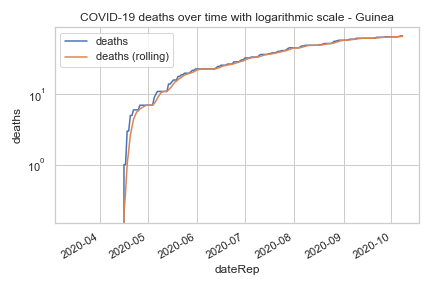 COVID-19 deaths over time with logarithmic scale - Guinea
deaths
deaths (rolling)
deaths
10¹
10⁰
2020-04
2020-05
2020-06
2020-07
2020-08
2020-09
2020-10
dateRep